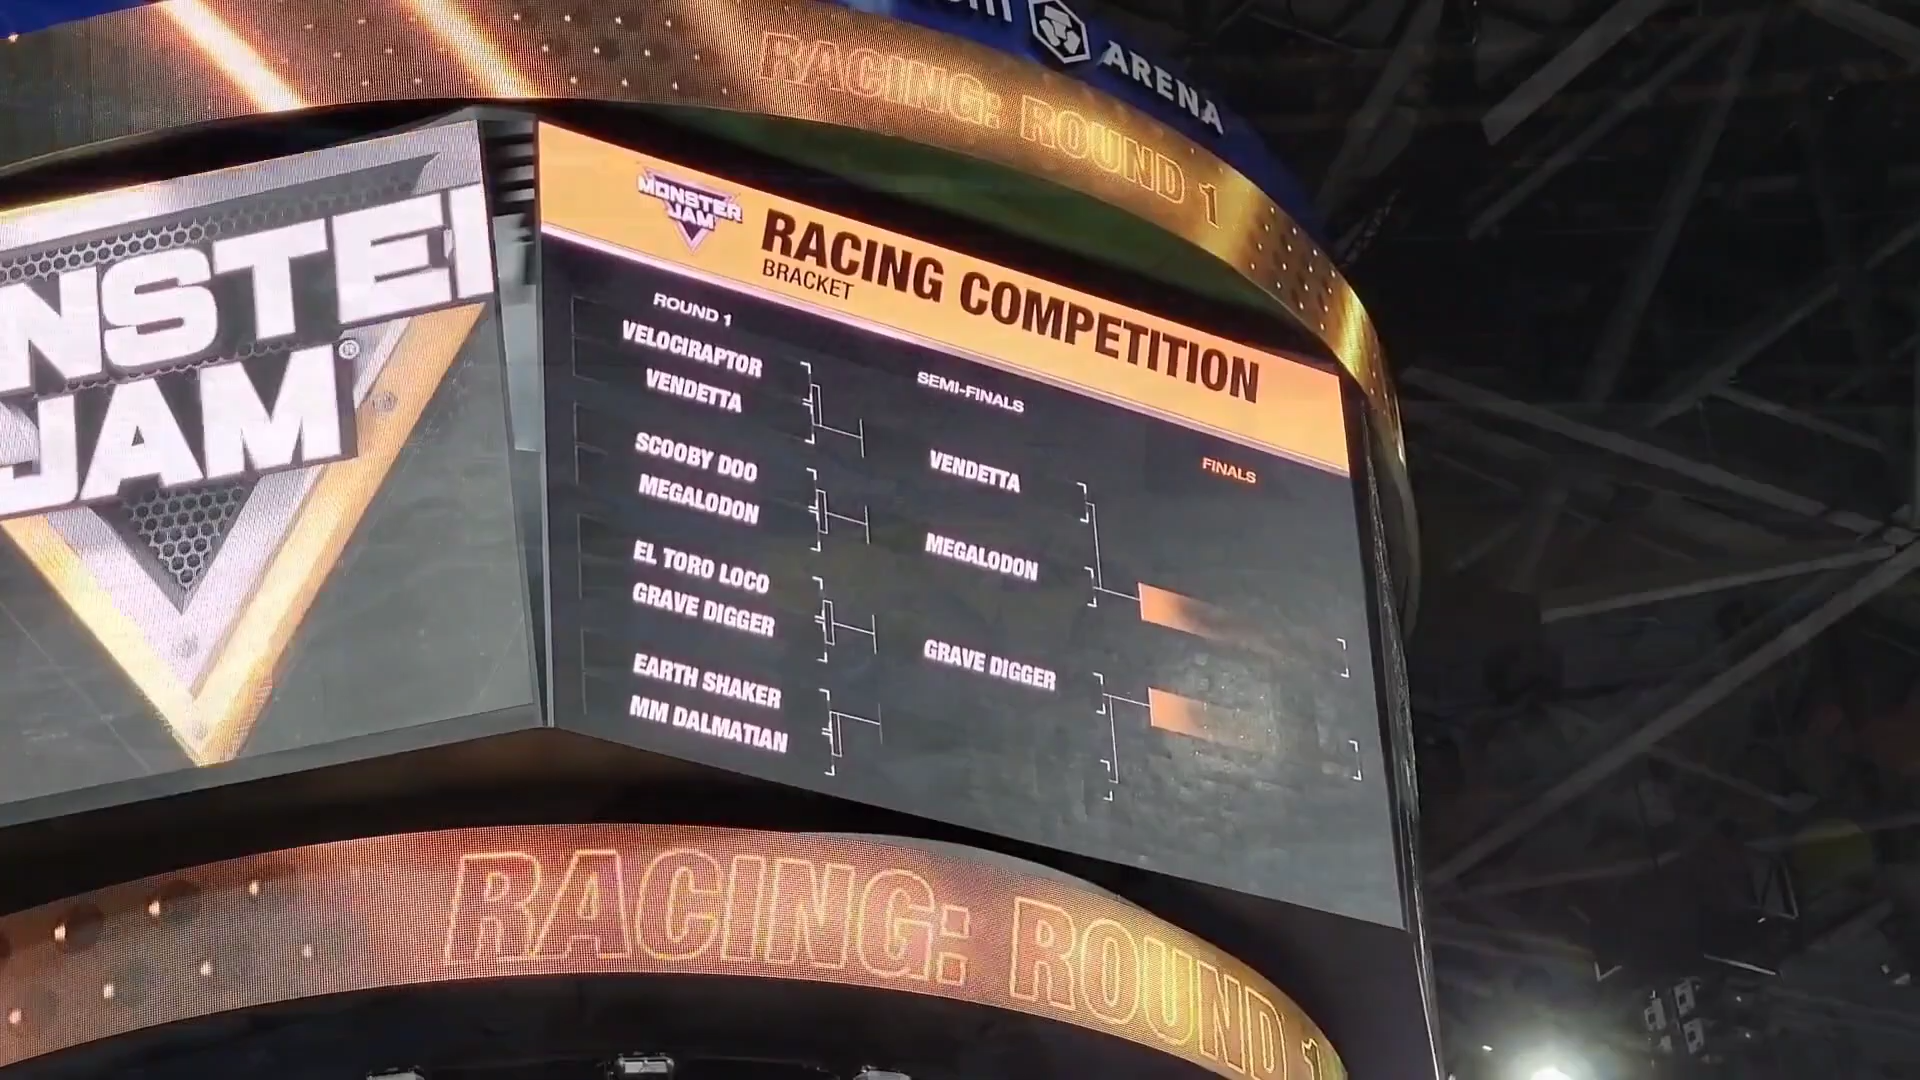 ARENA
RACING: ROUND 1
MONSTER
JAM
RACING COMPETITION
BRACKET
ROUND 1
VELOCIRAPTOR
VENDETTA
SCOOBY DOO
MEGALODON
EL TORO LOCO
GRAVE DIGGER
EARTH SHAKER
MM DALMATIAN
SEMI-FINALS
VENDETTA
MEGALODON
GRAVE DIGGER
FINALS
NSTER
JAM®
RACING: ROUND 1